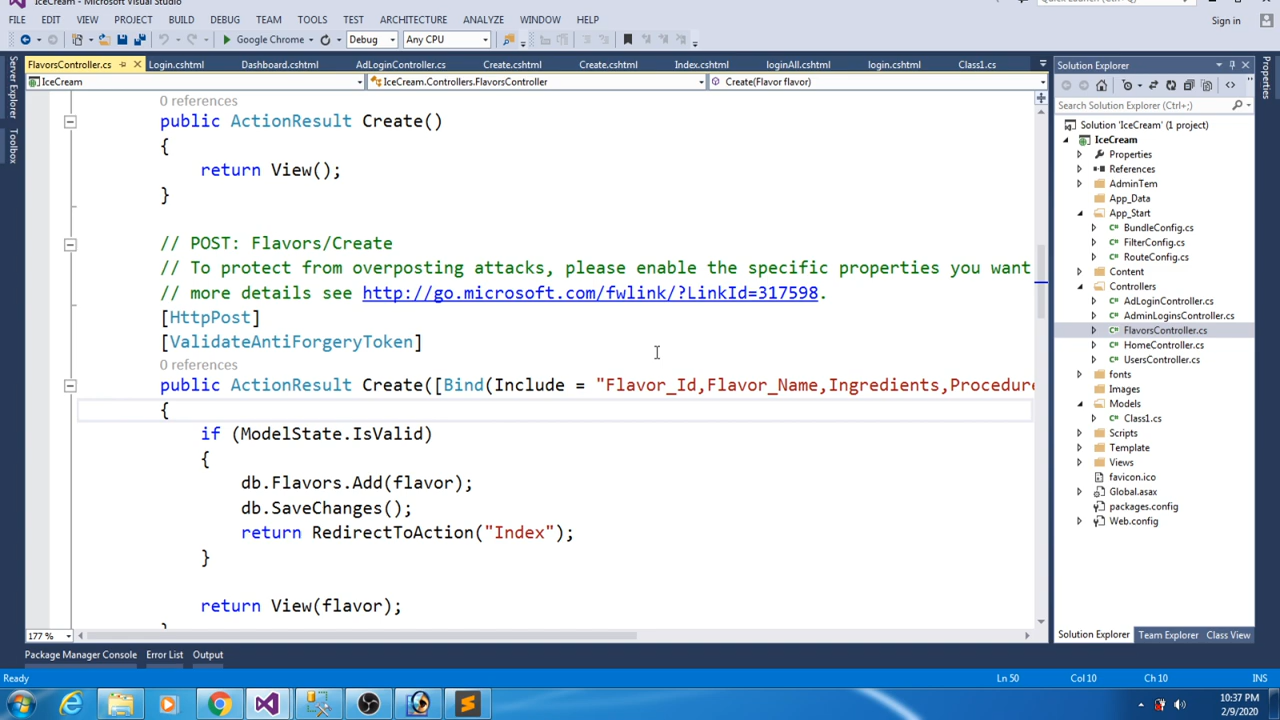 IceCream - Microsoft Visual Studio
FILE EDIT VIEW PROJECT BUILD DEBUG TEAM TOOLS TEST ARCHITECTURE ANALYZE WINDOW HELP
Sign in
Google Chrome Debug Any CPU
FlavorsController.cs Login.cshtml Dashboard.cshtml AdLoginController.cs Create.cshtml Create.cshtml Index.cshtml loginAll.cshtml login.cshtml Class1.cs
IceCream IceCream.Controllers.FlavorsController Create(Flavor flavor)
Server Explorer
Toolbox
0 references
public ActionResult Create()
{
return View();
}
// POST: Flavors/Create
// To protect from overposting attacks, please enable the specific properties you want
// more details see http://go.microsoft.com/fwlink/?LinkId=317598.
[HttpPost]
[ValidateAntiForgeryToken]
0 references
public ActionResult Create([Bind(Include = "Flavor_Id,Flavor_Name,Ingredients,Procedure
{
if (ModelState.IsValid)
{
db.Flavors.Add(flavor);
db.SaveChanges();
return RedirectToAction("Index");
}
return View(flavor);
177 %
Solution Explorer
Search Solution Explorer (Ctrl+;)
Solution 'IceCream' (1 project)
IceCream
Properties
References
AdminTem
App_Data
App_Start
BundleConfig.cs
FilterConfig.cs
RouteConfig.cs
Content
Controllers
AdLoginController.cs
AdminLoginsController.cs
FlavorsController.cs
HomeController.cs
UsersController.cs
fonts
Images
Models
Class1.cs
Scripts
Template
Views
favicon.ico
Global.asax
packages.config
Web.config
Solution Explorer Team Explorer Class View
Properties
Package Manager Console Error List Output
Ready Ln 50 Col 10 Ch 10 INS
10:37 PM
2/9/2020